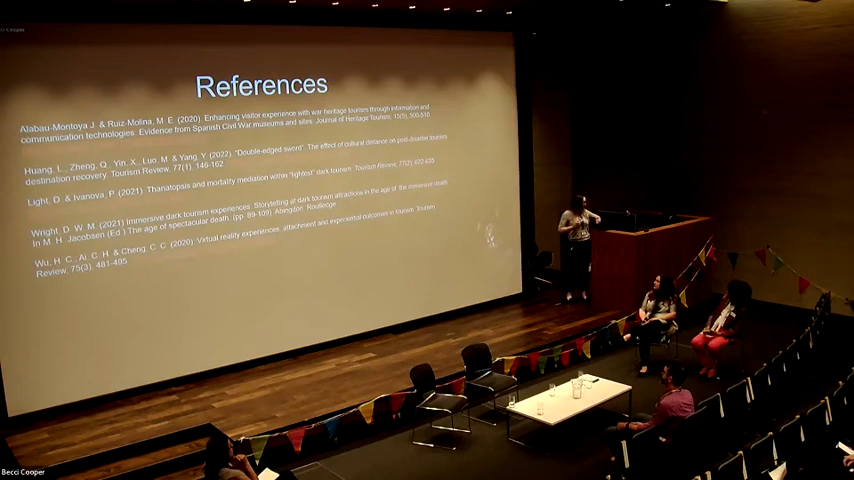 References
Alabau-Montoya J. & Ruiz-Molina, M. E. (2020). Enhancing visitor experience with war heritage tourism through information and
communication technologies: Evidence from Spanish Civil War museums and sites. Journal of Heritage Tourism, 15(5), 500-510.
Huang, L., Zheng, Q., Yin, X., Luo, M. & Yang, Y. (2022). "Double-edged sword": The effect of cultural distance on post-disaster tourism
destination recovery. Tourism Review, 77(1), 146-162
Light, D. & Ivanova, P. (2021). Thanatopsis and mortality mediation within "lightest" dark tourism. Tourism Review, 77(2), 622-635
Wright, D. W. M. (2021) Immersive dark tourism experiences: Storytelling at dark tourism attractions in the age of 'the immersive death'.
In M. H. Jacobsen (Ed.) The age of spectacular death. (pp. 89-109). Abingdon: Routledge
Wu, H. C., Ai, C. H. & Cheng, C. C. (2020). Virtual reality experiences, attachment and experiential outcomes in tourism. Tourism
Review, 75(3), 481-495
Becci Cooper